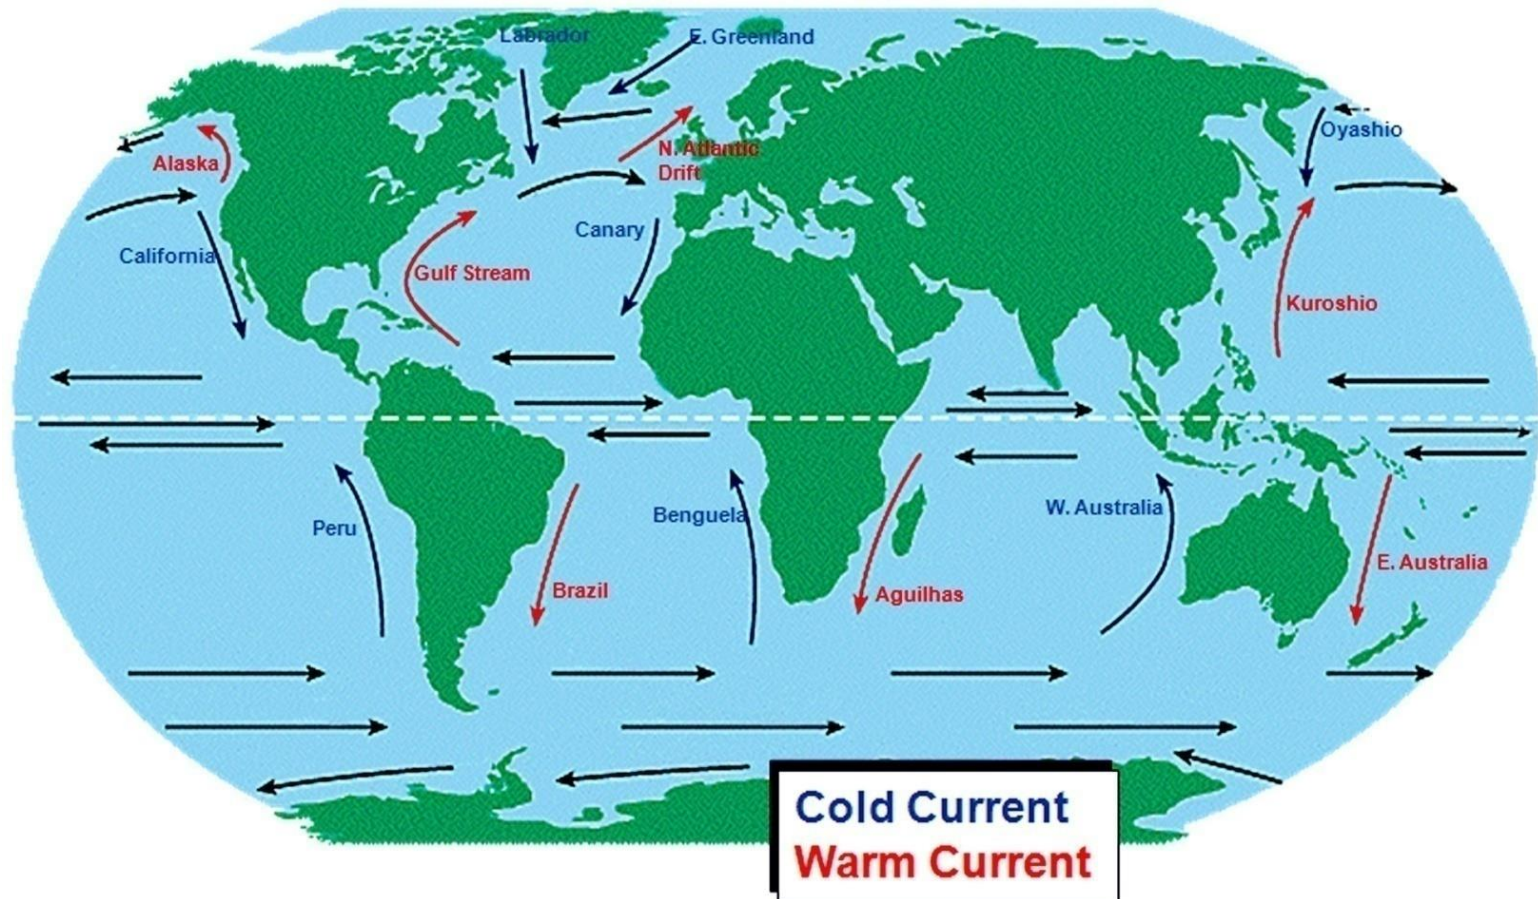 Labrador
E. Greenland
Oyashio
Alaska
N. Atlantic
Drift
Canary
California
Gulf Stream
Kuroshio
Peru
Benguela
W. Australia
Brazil
Aguilhas
E. Australia
Cold Current
Warm Current